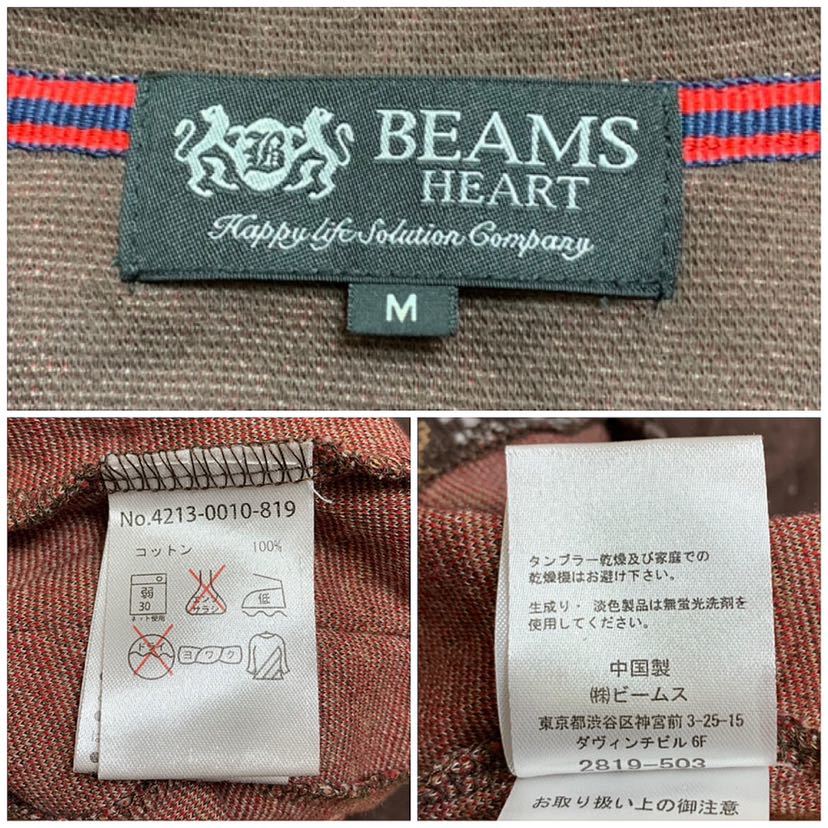 B
BEAMS
HEART
Happy life Solution Company
M
No.4213-0010-819
コットン 100%
弱
30
ネット使用
エンソ
サラシ
低
ドライ
ヨワク
タンブラー乾燥及び家庭での
乾燥機はお避け下さい。
生成り・淡色製品は無蛍光洗剤を
使用してください。
中国製
㈱ビームス
東京都渋谷区神宮前3-25-15
ダヴィンチビル 6F
2819-503
お取り扱い上の御注意